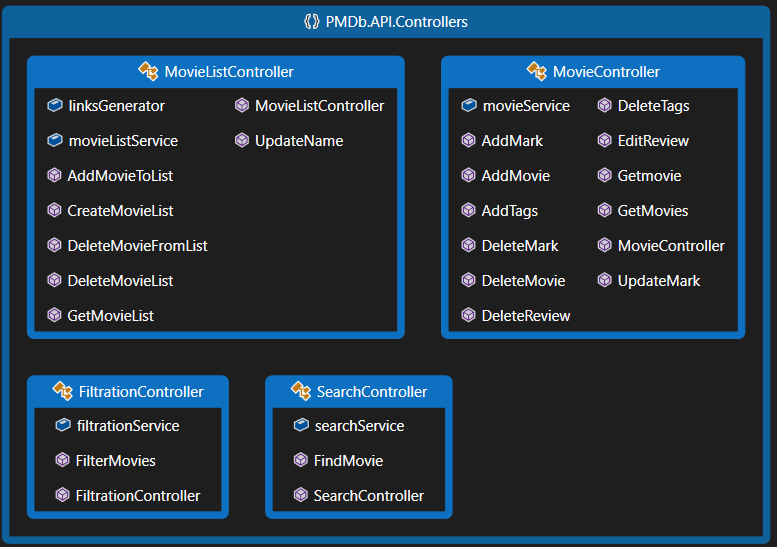 PMDb.API.Controllers
MovieListController
linksGenerator
movieListService
AddMovieToList
CreateMovieList
DeleteMovieFromList
DeleteMovieList
GetMovieList
MovieListController
UpdateName
MovieController
movieService
AddMark
AddMovie
AddTags
DeleteMark
DeleteMovie
DeleteReview
DeleteTags
EditReview
Getmovie
GetMovies
MovieController
UpdateMark
FiltrationController
filtrationService
FilterMovies
FiltrationController
SearchController
searchService
FindMovie
SearchController